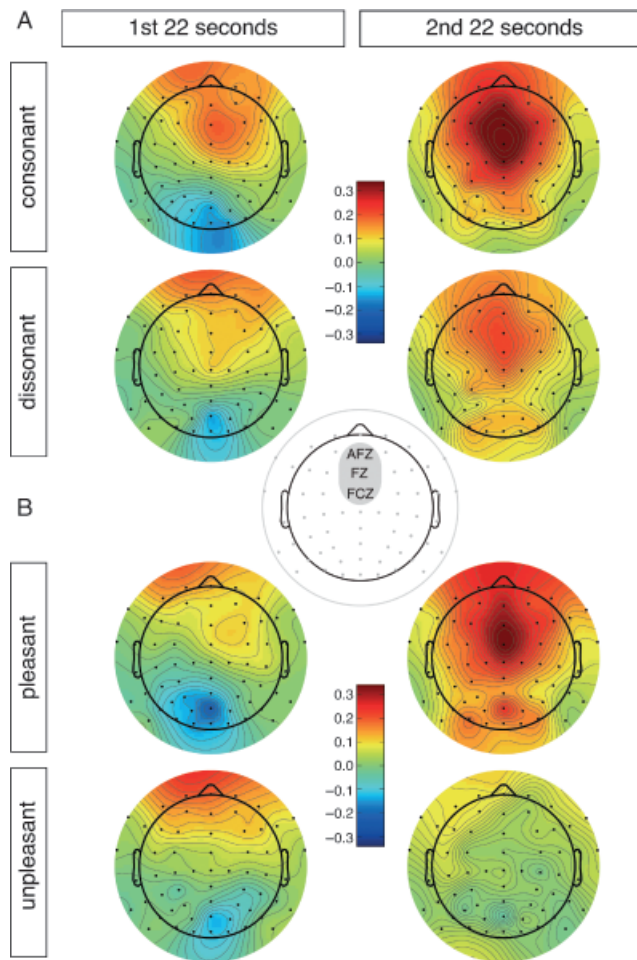 A
1st 22 seconds
2nd 22 seconds
consonant
0.3
0.2
0.1
0.0
−0.1
−0.2
−0.3
dissonant
AFZ
FZ
FCZ
B
pleasant
0.3
0.2
0.1
0.0
−0.1
−0.2
−0.3
unpleasant